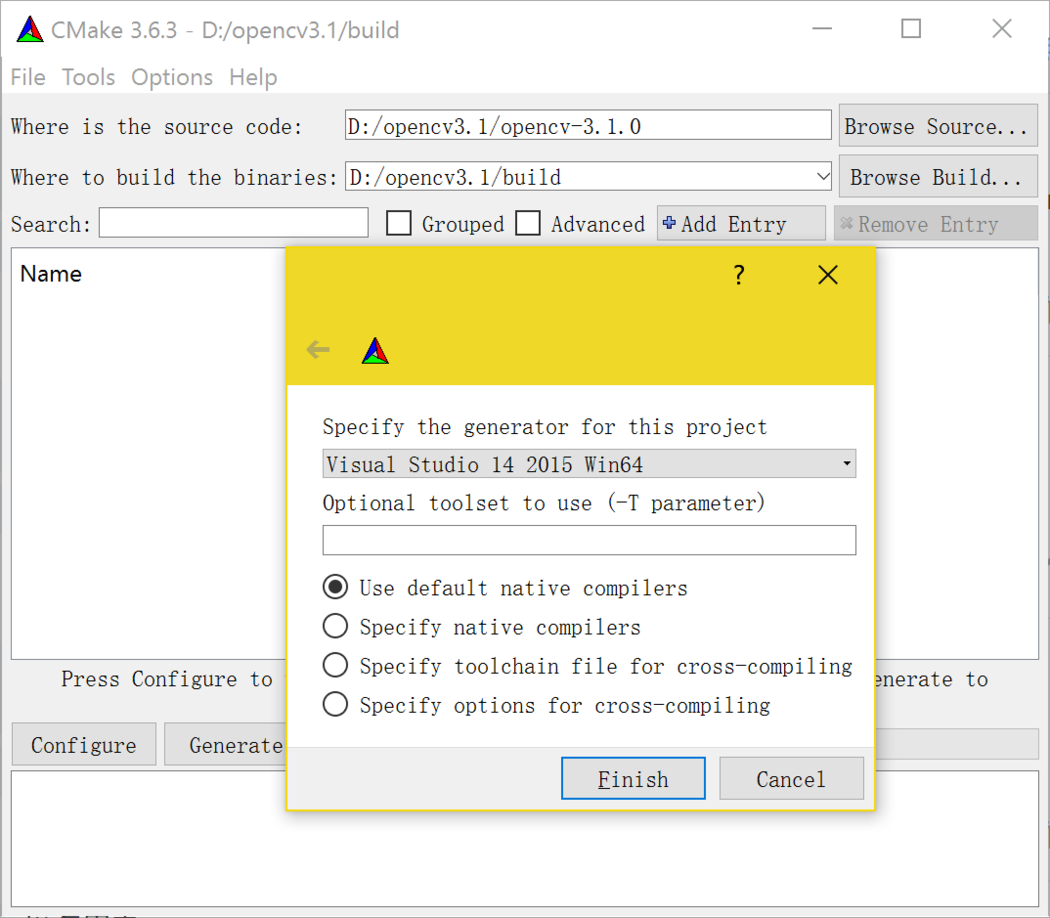 CMake 3.6.3 - D:/opencv3.1/build
File Tools Options Help
Where is the source code: D:/opencv3.1/opencv-3.1.0 Browse Source...
Where to build the binaries: D:/opencv3.1/build Browse Build...
Search: Grouped Advanced Add Entry Remove Entry
Name
?
Specify the generator for this project
Visual Studio 14 2015 Win64
Optional toolset to use (-T parameter)
Use default native compilers
Specify native compilers
Specify toolchain file for cross-compiling
Specify options for cross-compiling
Finish Cancel
Press Configure to enerate to
Configure Generate